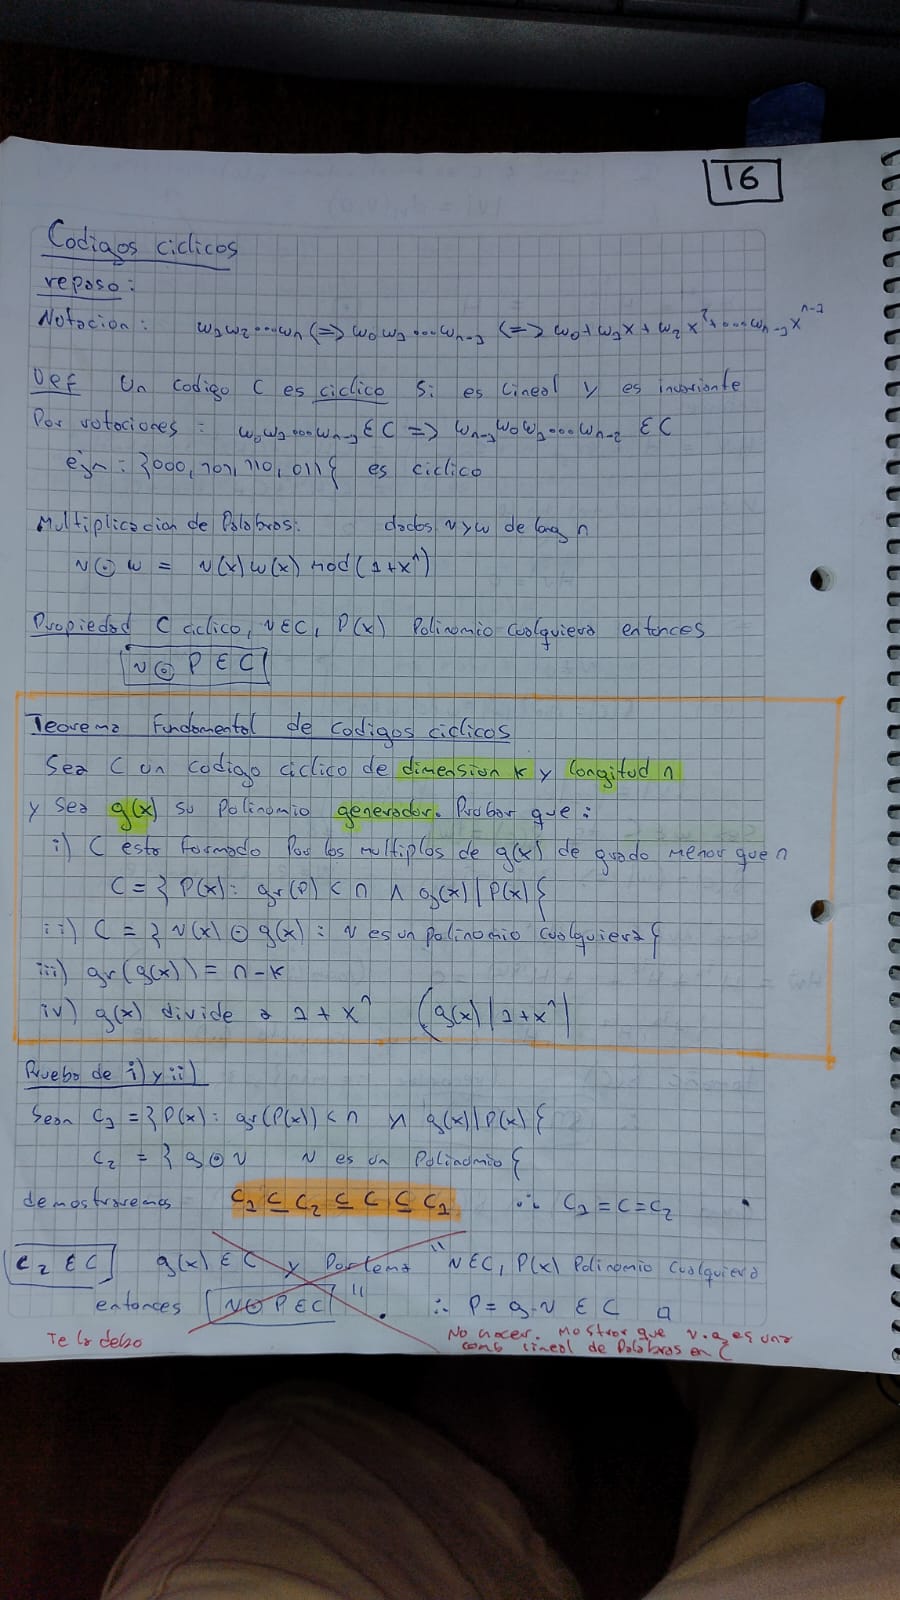 16
Codigos ciclicos
repaso:
Notacion: w₁w₂...wₙ (=> w₀w₁...wₙ₋₁ (=> w₀+w₁x+w₂x²+...wₙ₋₁xⁿ⁻¹
Def Un codigo C es ciclico Si es lineal y es invariante
Por rotaciones: w₀w₁...wₙ₋₁ ∈ C => wₙ₋₁w₀w₁...wₙ₋₂ ∈ C
ejm: }000, 101, 110, 011{ es ciclico
Multiplicacion de Palabras: dados v y w de long n
v⊙w = v(x)w(x) mod(1+xⁿ)
Propiedad C ciclico, v∈C, P(x) Polinomio cualquiera entonces
v⊙P∈C
Teorema Fundamental de Codigos ciclicos
Sea C un codigo ciclico de dimension k y longitud n
y sea g(x) su Polinomio generador. Probar que:
i) C esta formado Por los multiplos de g(x) de grado menor que n
C=} P(x): gr(P)<n ∧ g(x)|P(x){
ii) C=} v(x)⊙g(x): v es un polinomio cualquiera{
iii) gr(g(x))=n-k
iv) g(x) divide a 1+xⁿ (g(x)|1+xⁿ)
Prueba de i) y ii)
Sean C₁=}P(x): gr(P(x))<n ∧ g(x)|P(x){
C₂=} g⊙v v es un Polinomio{
demostraremos C₁⊆C₂⊆C⊆C₁ ∴ C₁=C=C₂
C₂ ∈ C g(x)∈C y Por lema "v∈C, P(x) Polinomio Cualquiera
entonces v⊙P∈C". ∴ P=g.v ∈ C
Te la debo
No hacer. Mostrar que v.g es una
comb lineal de Palabras en C